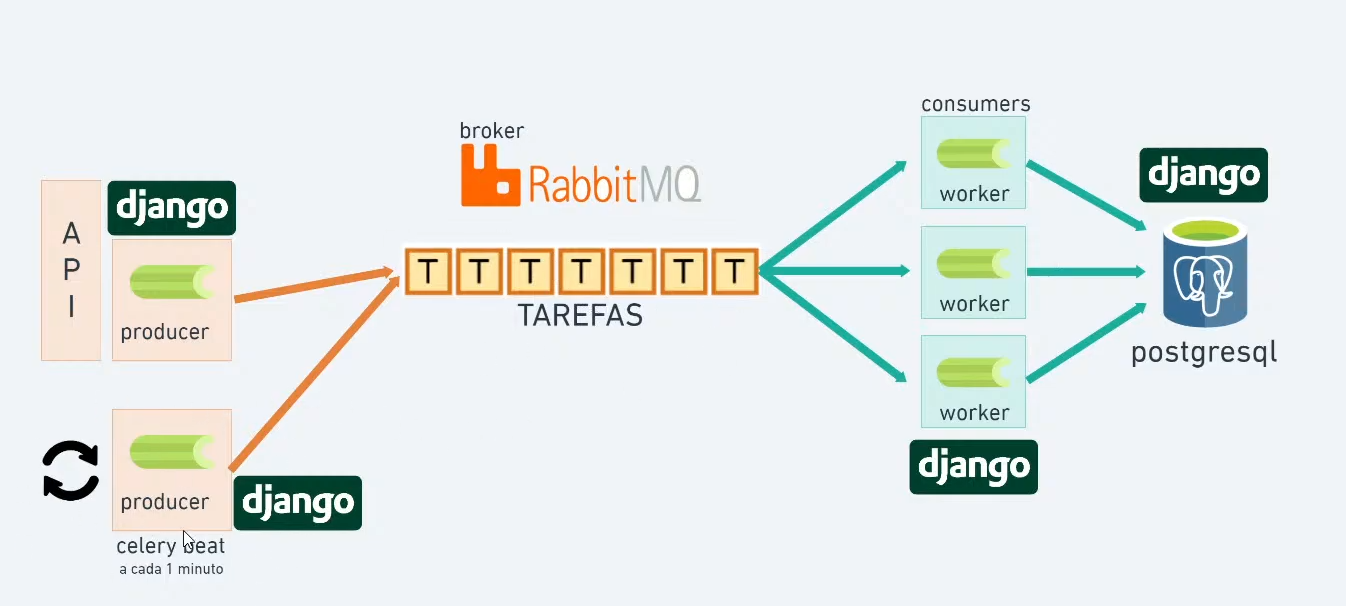 API
django
producer
producer
django
celery beat
a cada 1 minuto
broker
RabbitMQ
T T T T T T T
TAREFAS
consumers
worker
worker
worker
django
django
postgresql